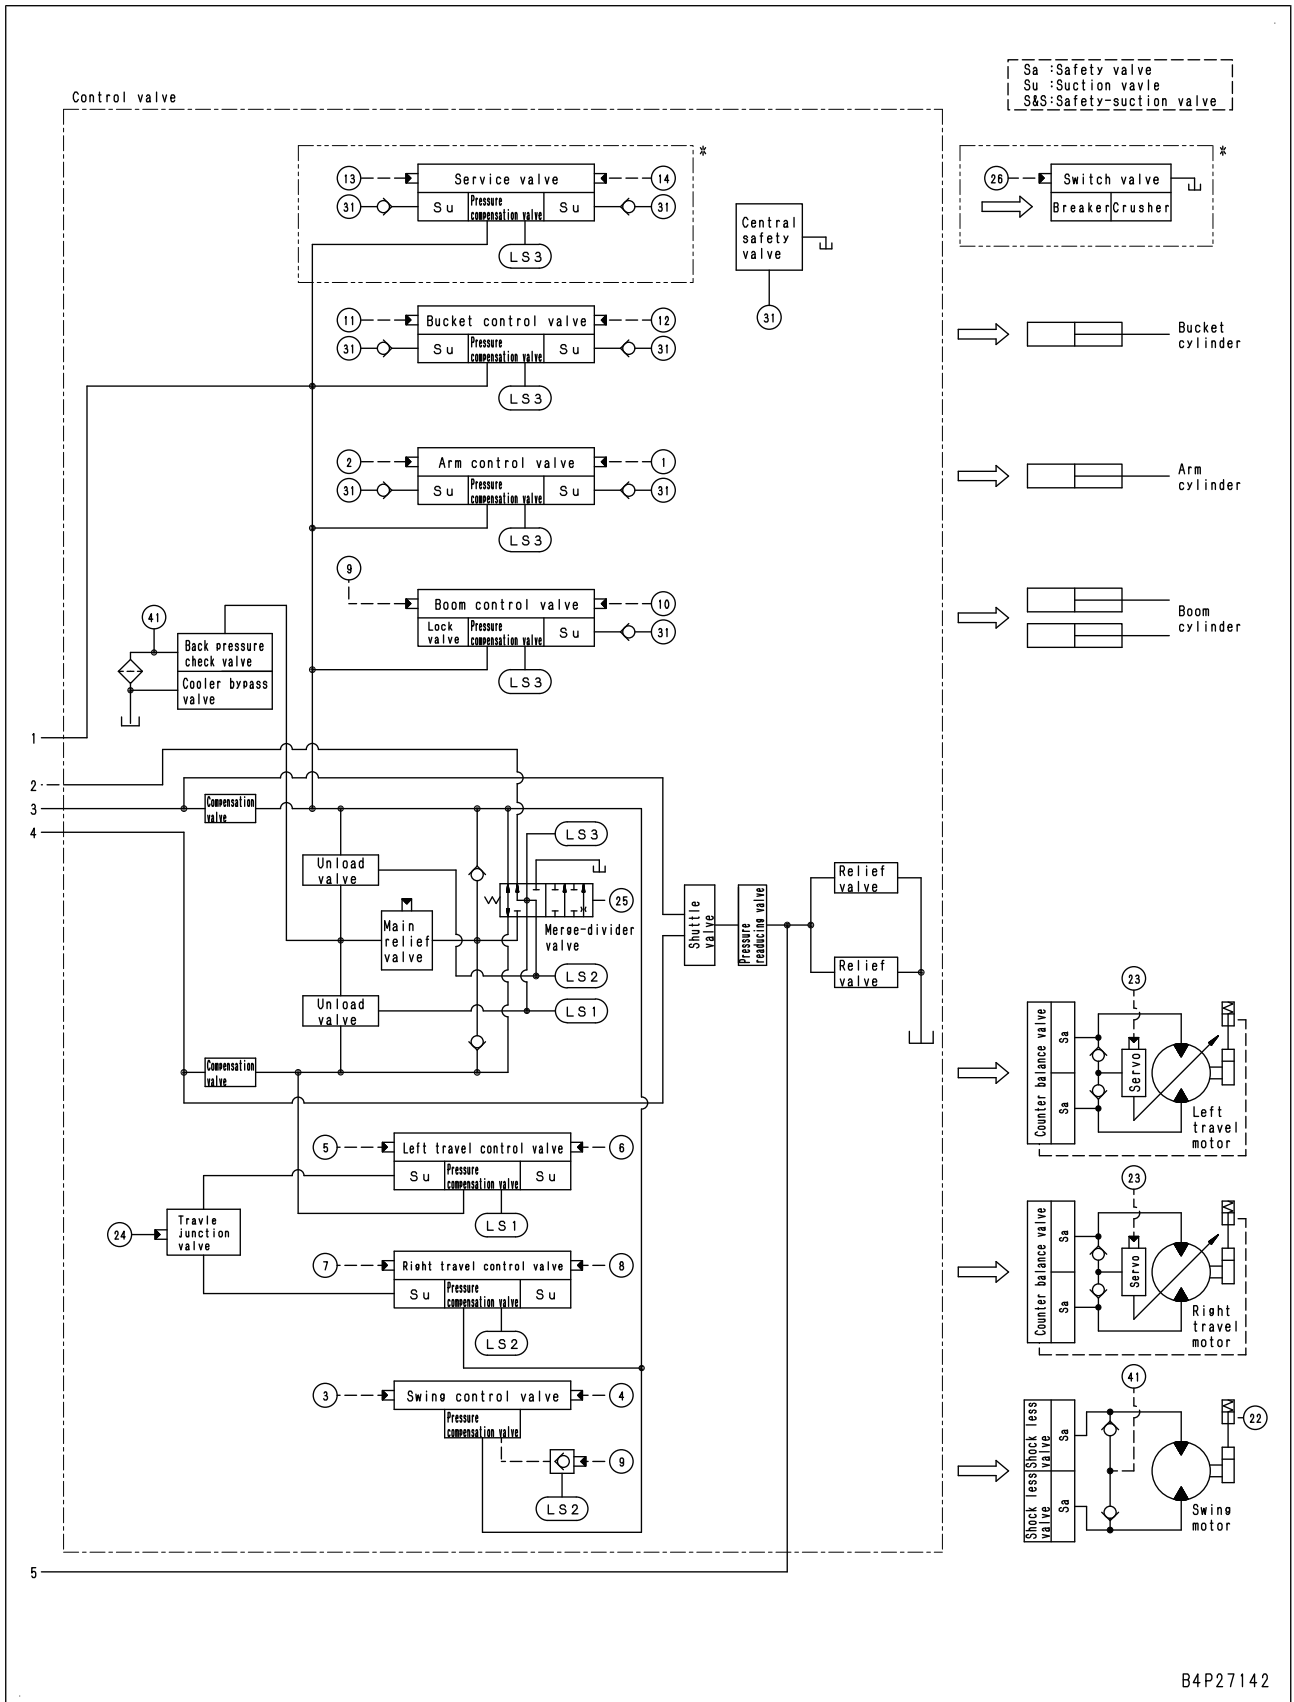 Sa :Safety valve
Su :Suction vavle
S&S:Safety-suction valve
Control valve
*
13
Service valve
14
31
Su
Pressure
compensation valve
Su
31
LS3
Central
safety
valve
31
*
26
Switch valve
Breaker
Crusher
11
Bucket control valve
12
31
Su
Pressure
compensation valve
Su
31
LS3
Bucket
cylinder
2
Arm control valve
1
31
Su
Pressure
compensation valve
Su
31
LS3
Arm
cylinder
9
Boom control valve
10
Lock
valve
Pressure
compensation valve
Su
31
LS3
Boom
cylinder
41
Back pressure
check valve
Cooler bypass
valve
1
2
3
4
Compensation
valve
Unload
valve
LS3
25
Merge-divider
valve
Main
relief
valve
LS2
Unload
valve
LS1
Compensation
valve
Shuttle
valve
Pressure
readucing valve
Relief
valve
Relief
valve
23
Counter balance valve
Sa
Sa
Servo
Left
travel
motor
5
Left travel control valve
6
Su
Pressure
compensation valve
Su
LS1
24
Travle
junction
valve
7
Right travel control valve
8
Su
Pressure
compensation valve
Su
LS2
23
Counter balance valve
Sa
Sa
Servo
Right
travel
motor
3
Swing control valve
4
Pressure
compensation valve
9
LS2
41
22
Shock less
valve
Sa
Shock less
valve
Sa
Swing
motor
5
B4P27142